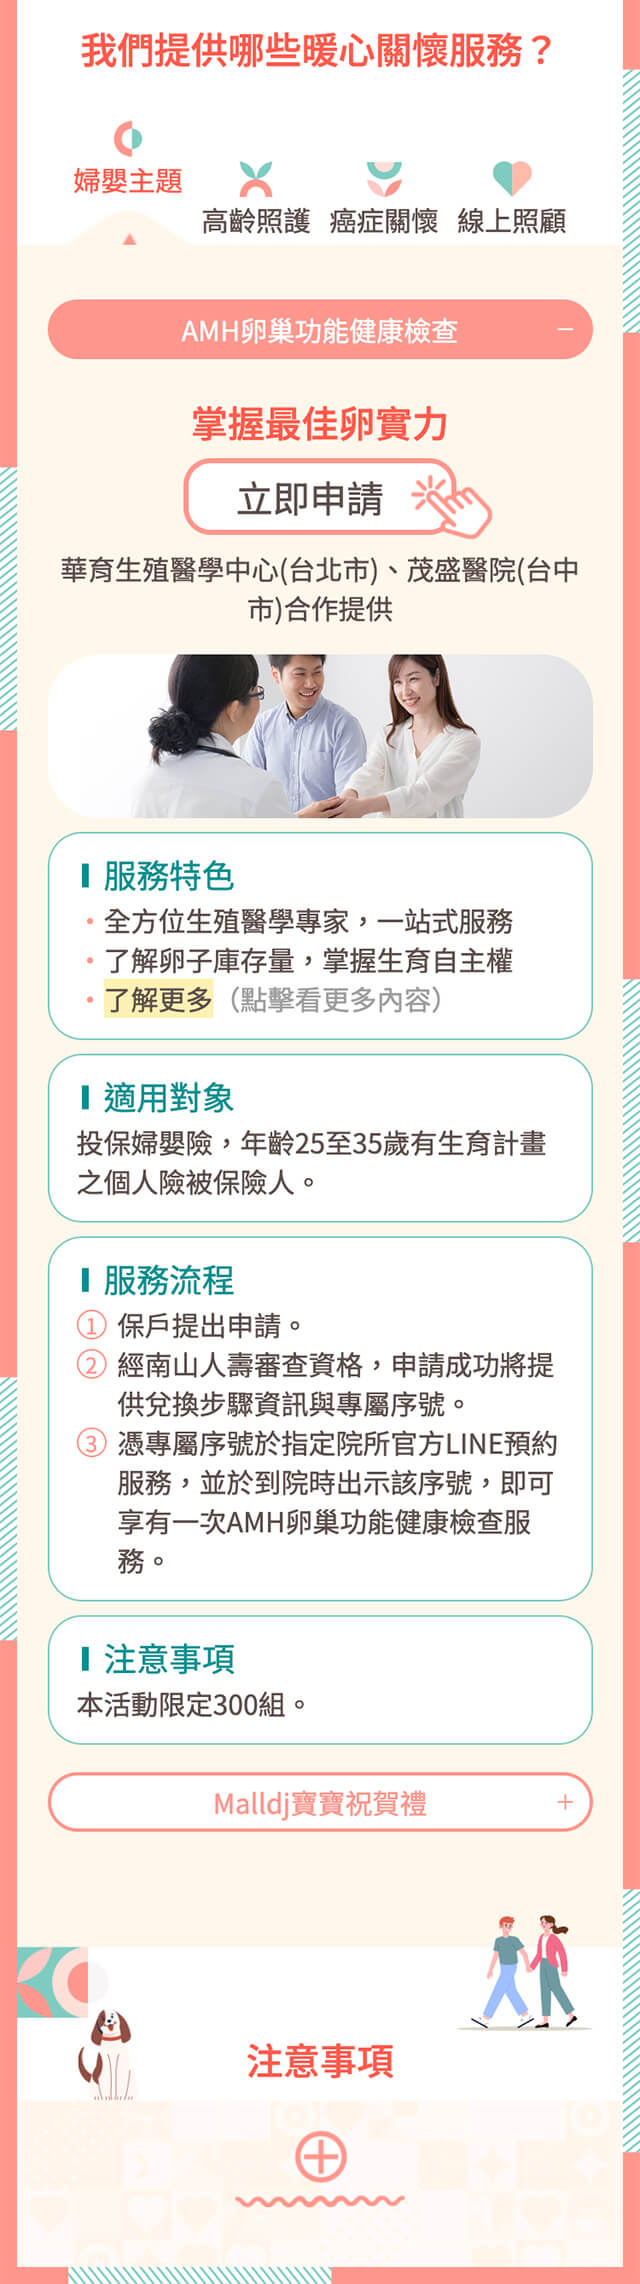 我們提供哪些暖心關懷服務？
婦嬰主題
高齡照護
癌症關懷
線上照顧
AMH卵巢功能健康檢查
掌握最佳卵實力
立即申請
華育生殖醫學中心(台北市)、茂盛醫院(台中
市)合作提供
服務特色
・全方位生殖醫學專家，一站式服務
・了解卵子庫存量，掌握生育自主權
・了解更多（點擊看更多內容）
適用對象
投保婦嬰險，年齡25至35歲有生育計畫
之個人險被保險人。
服務流程
① 保戶提出申請。
② 經南山人壽審查資格，申請成功將提
供兌換步驟資訊與專屬序號。
③ 憑專屬序號於指定院所官方LINE預約
服務，並於到院時出示該序號，即可
享有一次AMH卵巢功能健康檢查服
務。
注意事項
本活動限定300組。
Malldj寶寶祝賀禮
注意事項